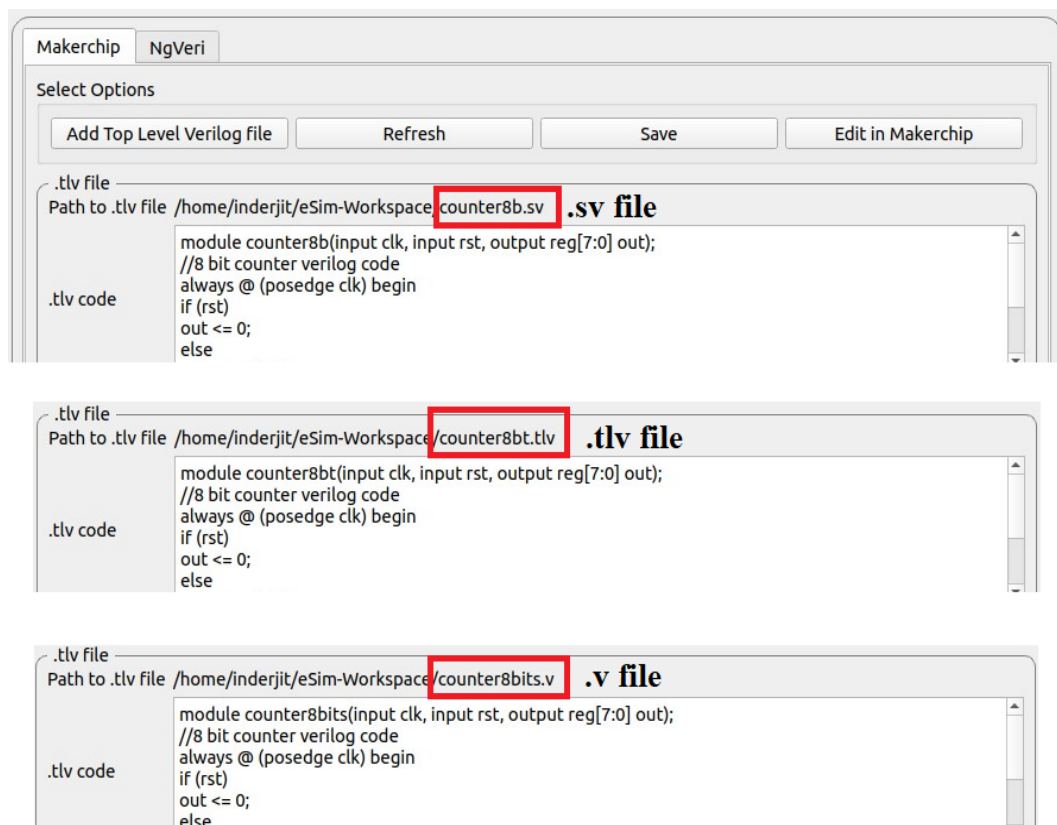 Makerchip NgVeri
Select Options
Add Top Level Verilog file Refresh Save Edit in Makerchip
.tlv file
Path to .tlv file /home/inderjit/eSim-Workspace/counter8b.sv .sv file
module counter8b(input clk, input rst, output reg[7:0] out);
//8 bit counter verilog code
always @ (posedge clk) begin
.tlv code
if (rst)
out <= 0;
else
.tlv file
Path to .tlv file /home/inderjit/eSim-Workspace/counter8bt.tlv .tlv file
module counter8bt(input clk, input rst, output reg[7:0] out);
//8 bit counter verilog code
always @ (posedge clk) begin
.tlv code
if (rst)
out <= 0;
else
.tlv file
Path to .tlv file /home/inderjit/eSim-Workspace/counter8bits.v .v file
module counter8bits(input clk, input rst, output reg[7:0] out);
//8 bit counter verilog code
always @ (posedge clk) begin
.tlv code
if (rst)
out <= 0;
else